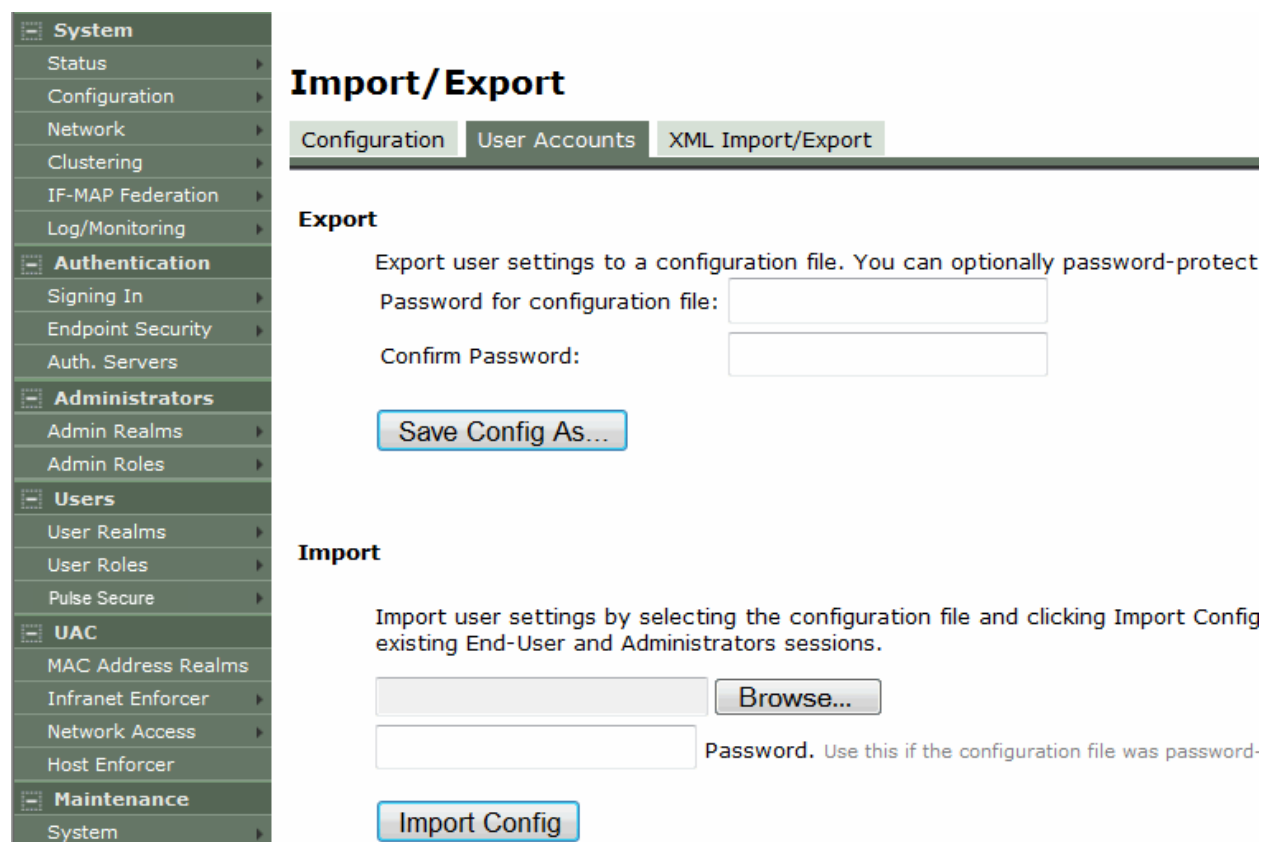 System
Status
Configuration
Network
Clustering
IF-MAP Federation
Log/Monitoring
Authentication
Signing In
Endpoint Security
Auth. Servers
Administrators
Admin Realms
Admin Roles
Users
User Realms
User Roles
Pulse Secure
UAC
MAC Address Realms
Infranet Enforcer
Network Access
Host Enforcer
Maintenance
System
Import/Export
Configuration User Accounts XML Import/Export
Export
Export user settings to a configuration file. You can optionally password-protect
Password for configuration file:
Confirm Password:
Save Config As...
Import
Import user settings by selecting the configuration file and clicking Import Config
existing End-User and Administrators sessions.
Browse...
Password. Use this if the configuration file was password-
Import Config